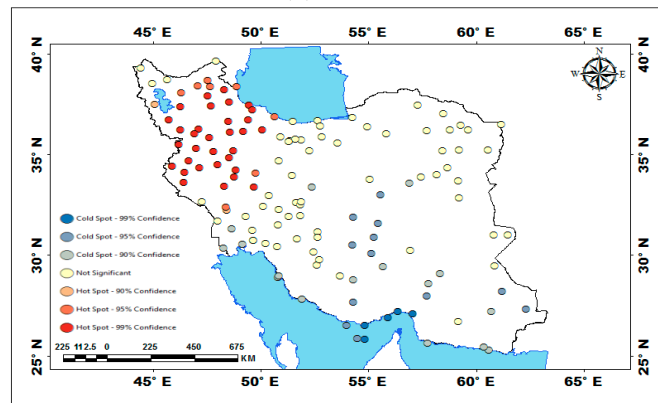 45° E 50° E 55° E 60° E 65° E
N
W E
S
40° N 40° N
35° N 35° N
30° N 30° N
25° N 25° N
Cold Spot - 99% Confidence
Cold Spot - 95% Confidence
Cold Spot - 90% Confidence
Not Significant
Hot Spot - 90% Confidence
Hot Spot - 95% Confidence
Hot Spot - 99% Confidence
225 112.5 0 225 450 675
KM
45° E 50° E 55° E 60° E 65° E